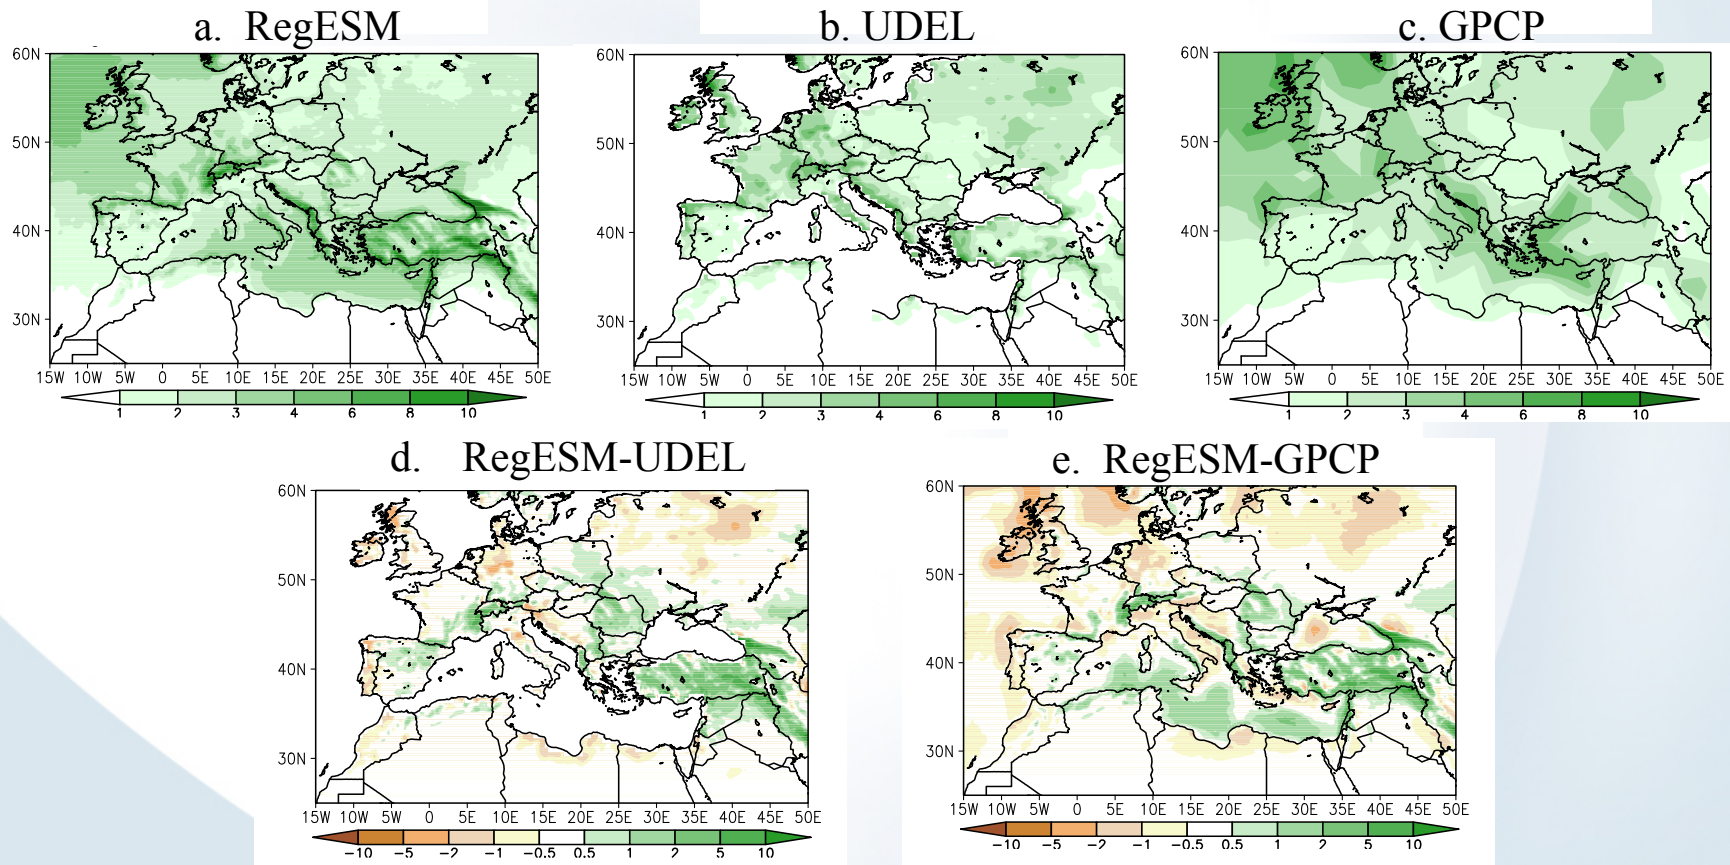 a. RegESM
b. UDEL
c. GPCP
60N
50N
40N
30N
15W 10W 5W 0 5E 10E 15E 20E 25E 30E 35E 40E 45E 50E
1 2 3 4 6 8 10
60N
50N
40N
30N
15W 10W 5W 0 5E 10E 15E 20E 25E 30E 35E 40E 45E 50E
1 2 3 4 6 8 10
60N
50N
40N
30N
15W 10W 5W 0 5E 10E 15E 20E 25E 30E 35E 40E 45E 50E
1 2 3 4 6 8 10
d. RegESM-UDEL
e. RegESM-GPCP
60N
50N
40N
30N
15W 10W 5W 0 5E 10E 15E 20E 25E 30E 35E 40E 45E 50E
-10 -5 -2 -1 -0.5 0.5 1 2 5 10
60N
50N
40N
30N
15W 10W 5W 0 5E 10E 15E 20E 25E 30E 35E 40E 45E 50E
-10 -5 -2 -1 -0.5 0.5 1 2 5 10